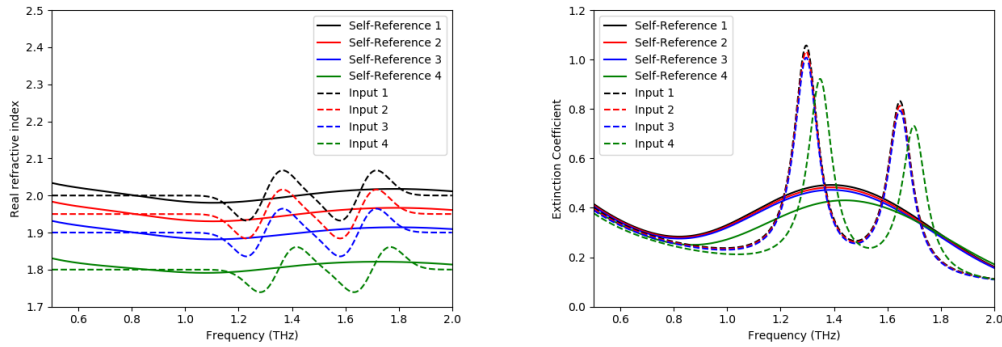 2.5
2.4
2.3
2.2
2.1
2.0
1.9
1.8
1.7
Real refractive index
Self-Reference 1
Self-Reference 2
Self-Reference 3
Self-Reference 4
Input 1
Input 2
Input 3
Input 4
0.6 0.8 1.0 1.2 1.4 1.6 1.8 2.0
Frequency (THz)
1.2
1.0
0.8
0.6
0.4
0.2
0.0
Extinction Coefficient
Self-Reference 1
Self-Reference 2
Self-Reference 3
Self-Reference 4
Input 1
Input 2
Input 3
Input 4
0.6 0.8 1.0 1.2 1.4 1.6 1.8 2.0
Frequency (THz)